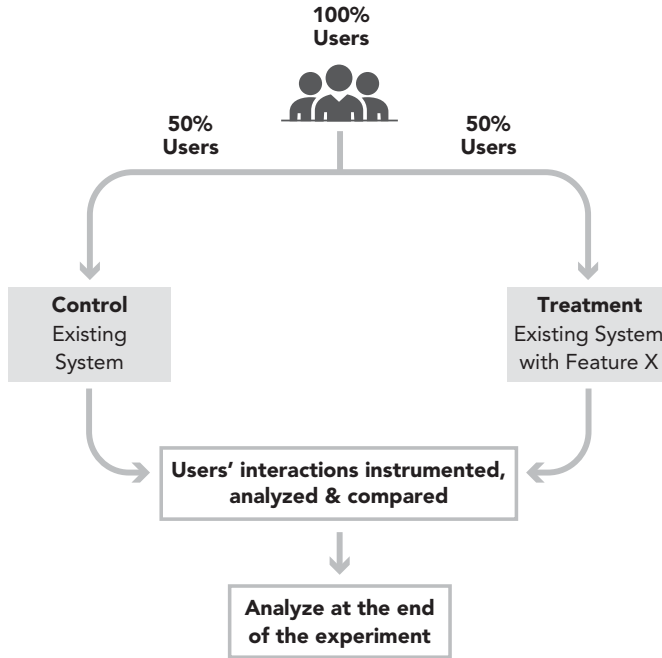 100%
Users
50%
Users
50%
Users
Control
Existing
System
Treatment
Existing System
with Feature X
Users’ interactions instrumented,
analyzed & compared
Analyze at the end
of the experiment